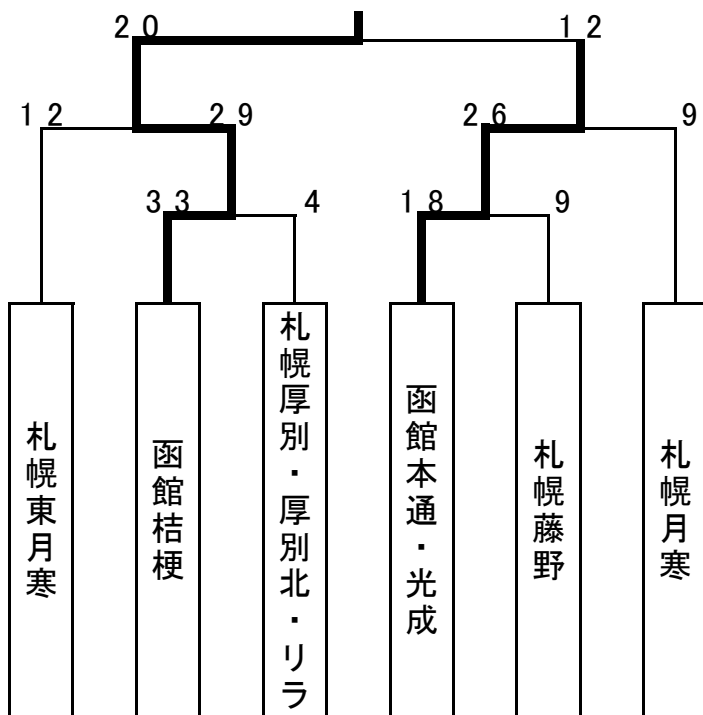 20 12
12 29 26 9
33 4 18 9
札幌東月寒
函館桔梗
札幌厚別・厚別北・リラ
函館本通・光成
札幌藤野
札幌月寒